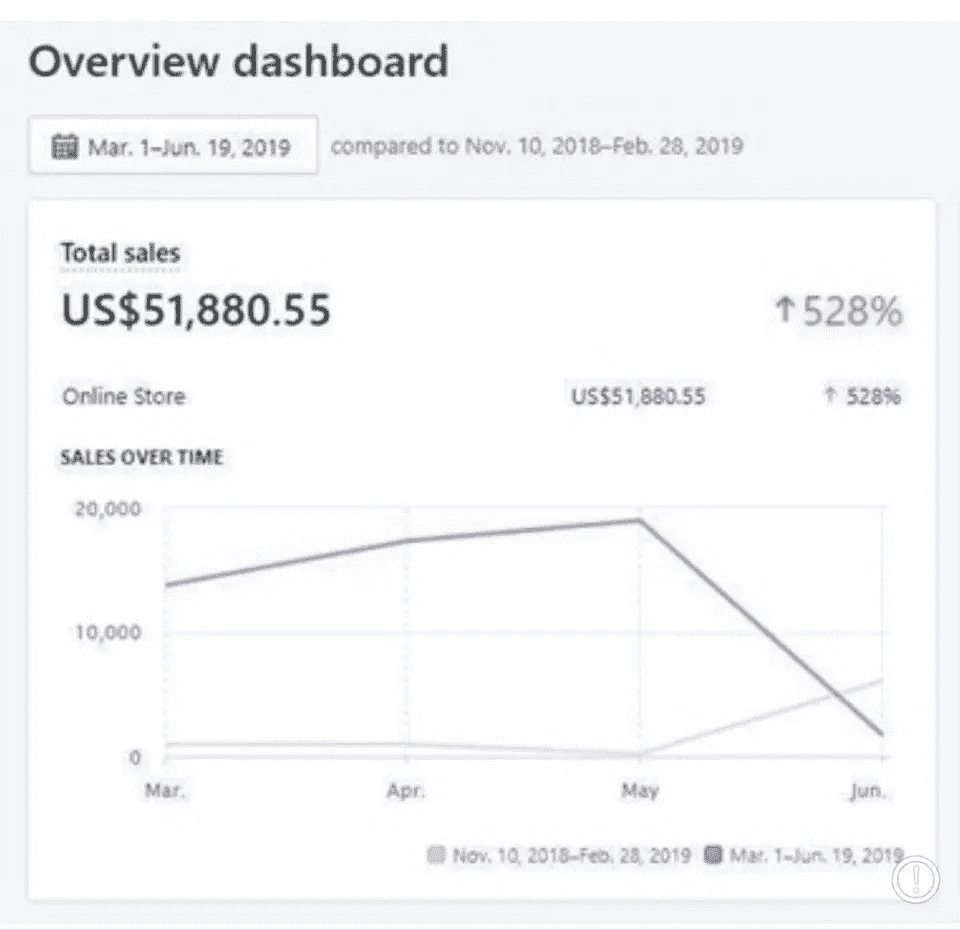 Overview dashboard
Mar. 1–Jun. 19, 2019 compared to Nov. 10, 2018–Feb. 28, 2019
Total sales
US$51,880.55 ↑528%
Online Store US$51,880.55 ↑ 528%
SALES OVER TIME
20,000
10,000
0
Mar. Apr. May Jun.
Nov. 10, 2018–Feb. 28, 2019 Mar. 1–Jun. 19, 2019